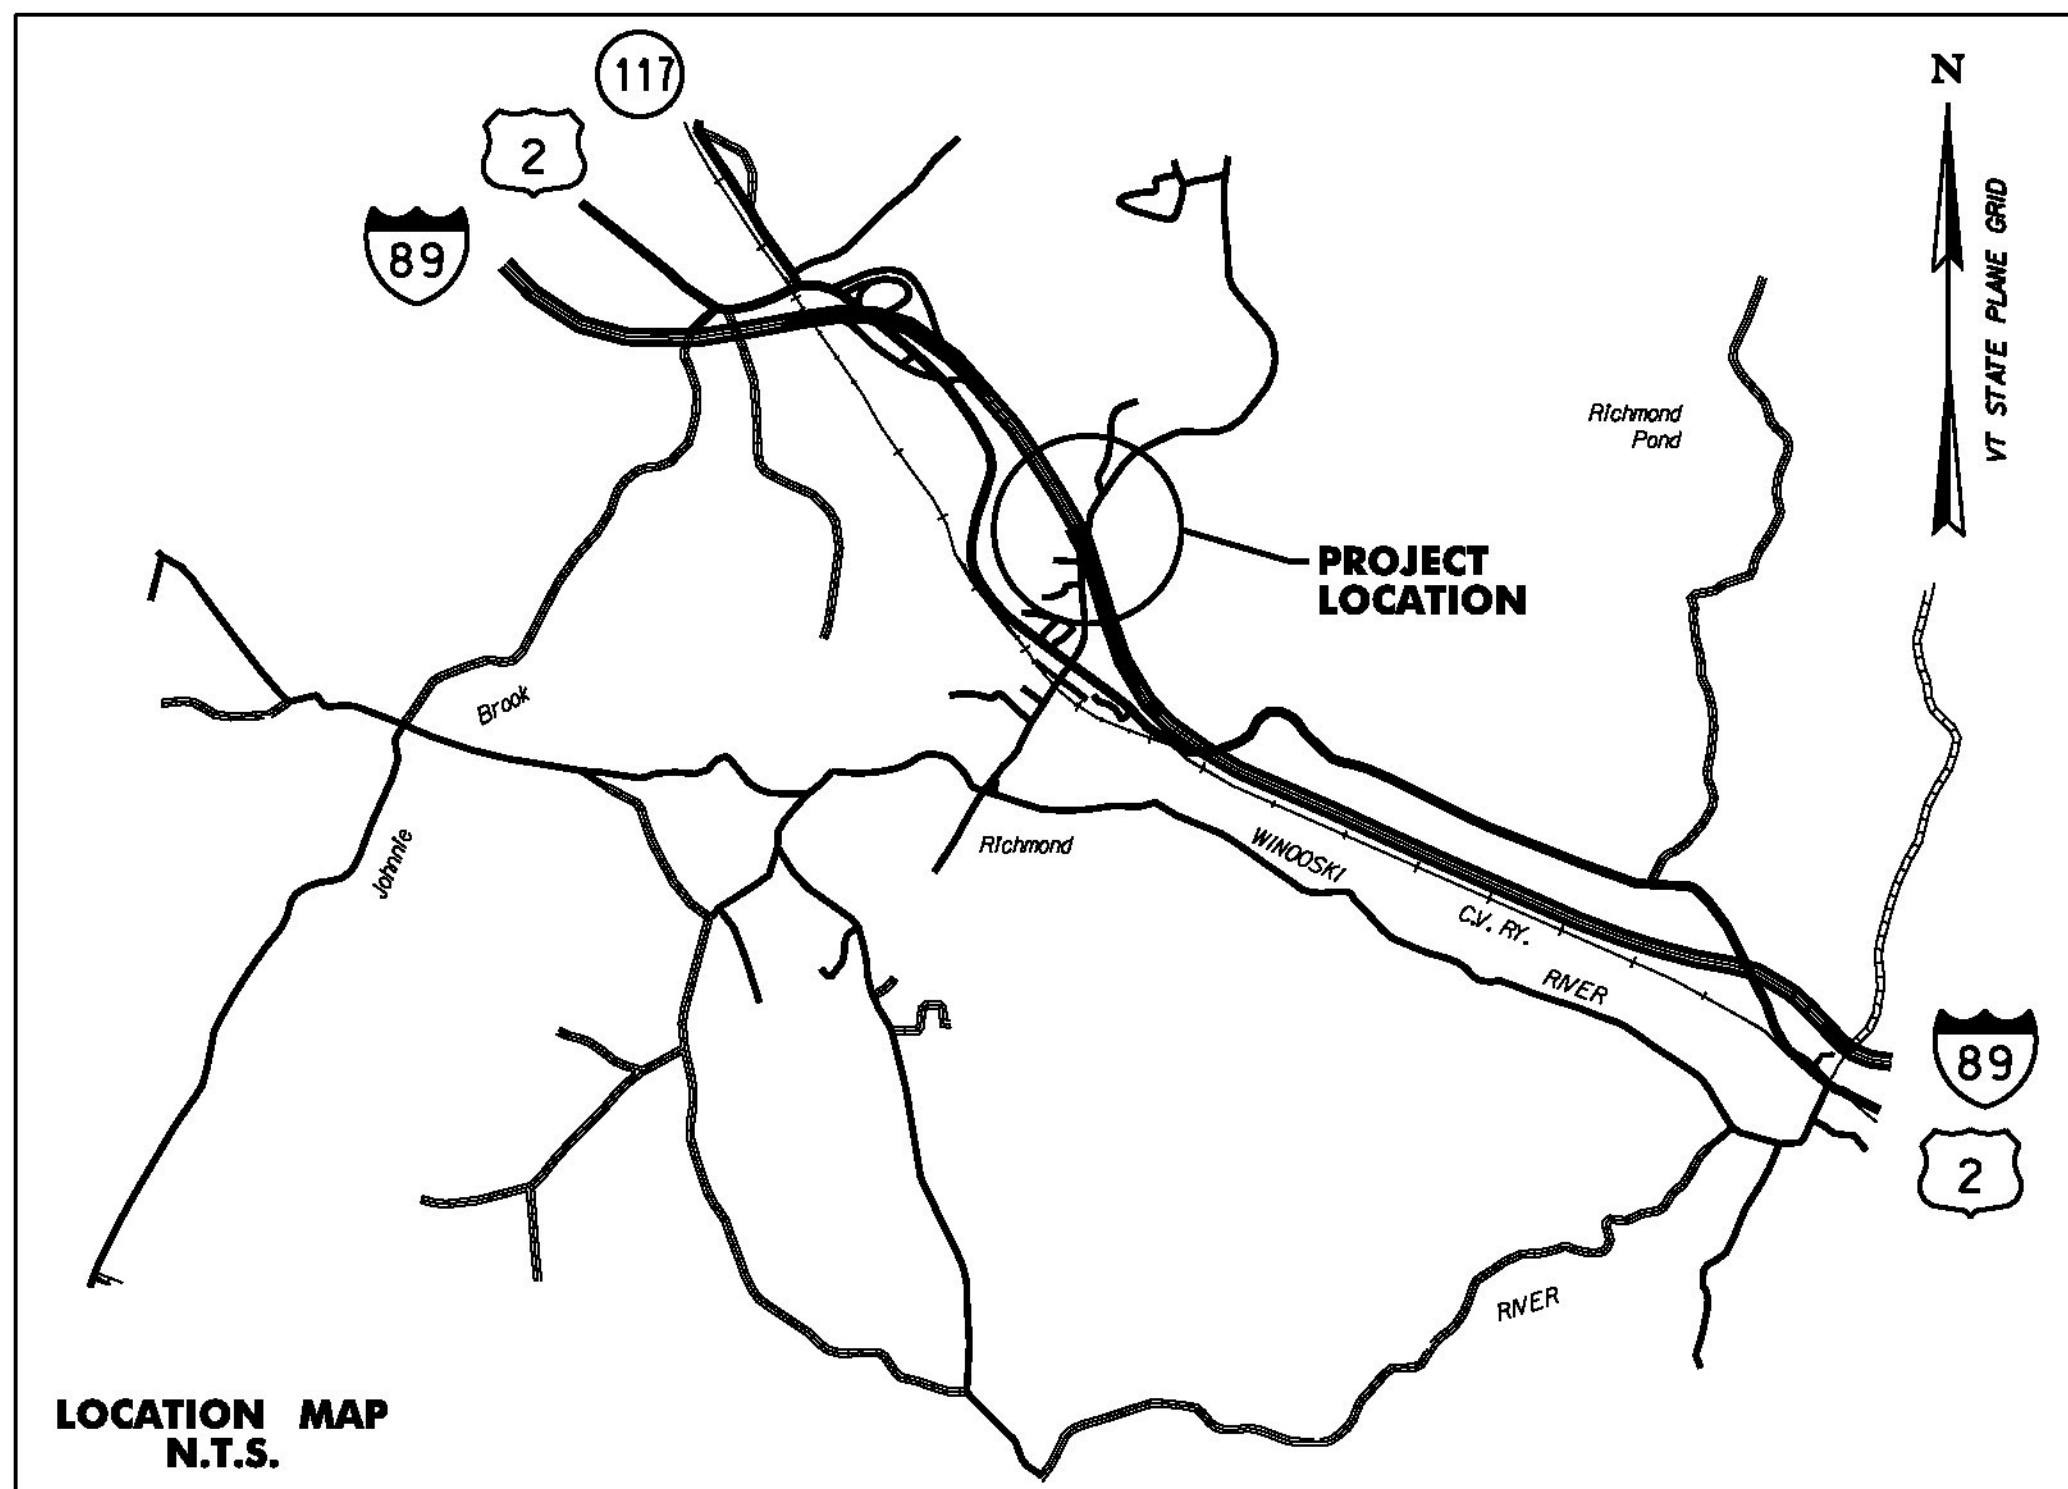 117
N
2
89
VT STATE PLANE GRID
Richmond
Pond
PROJECT
LOCATION
Brook
Johnnie
Richmond
WINOOSKI
C.V. RY.
RIVER
89
2
RIVER
LOCATION MAP
N.T.S.